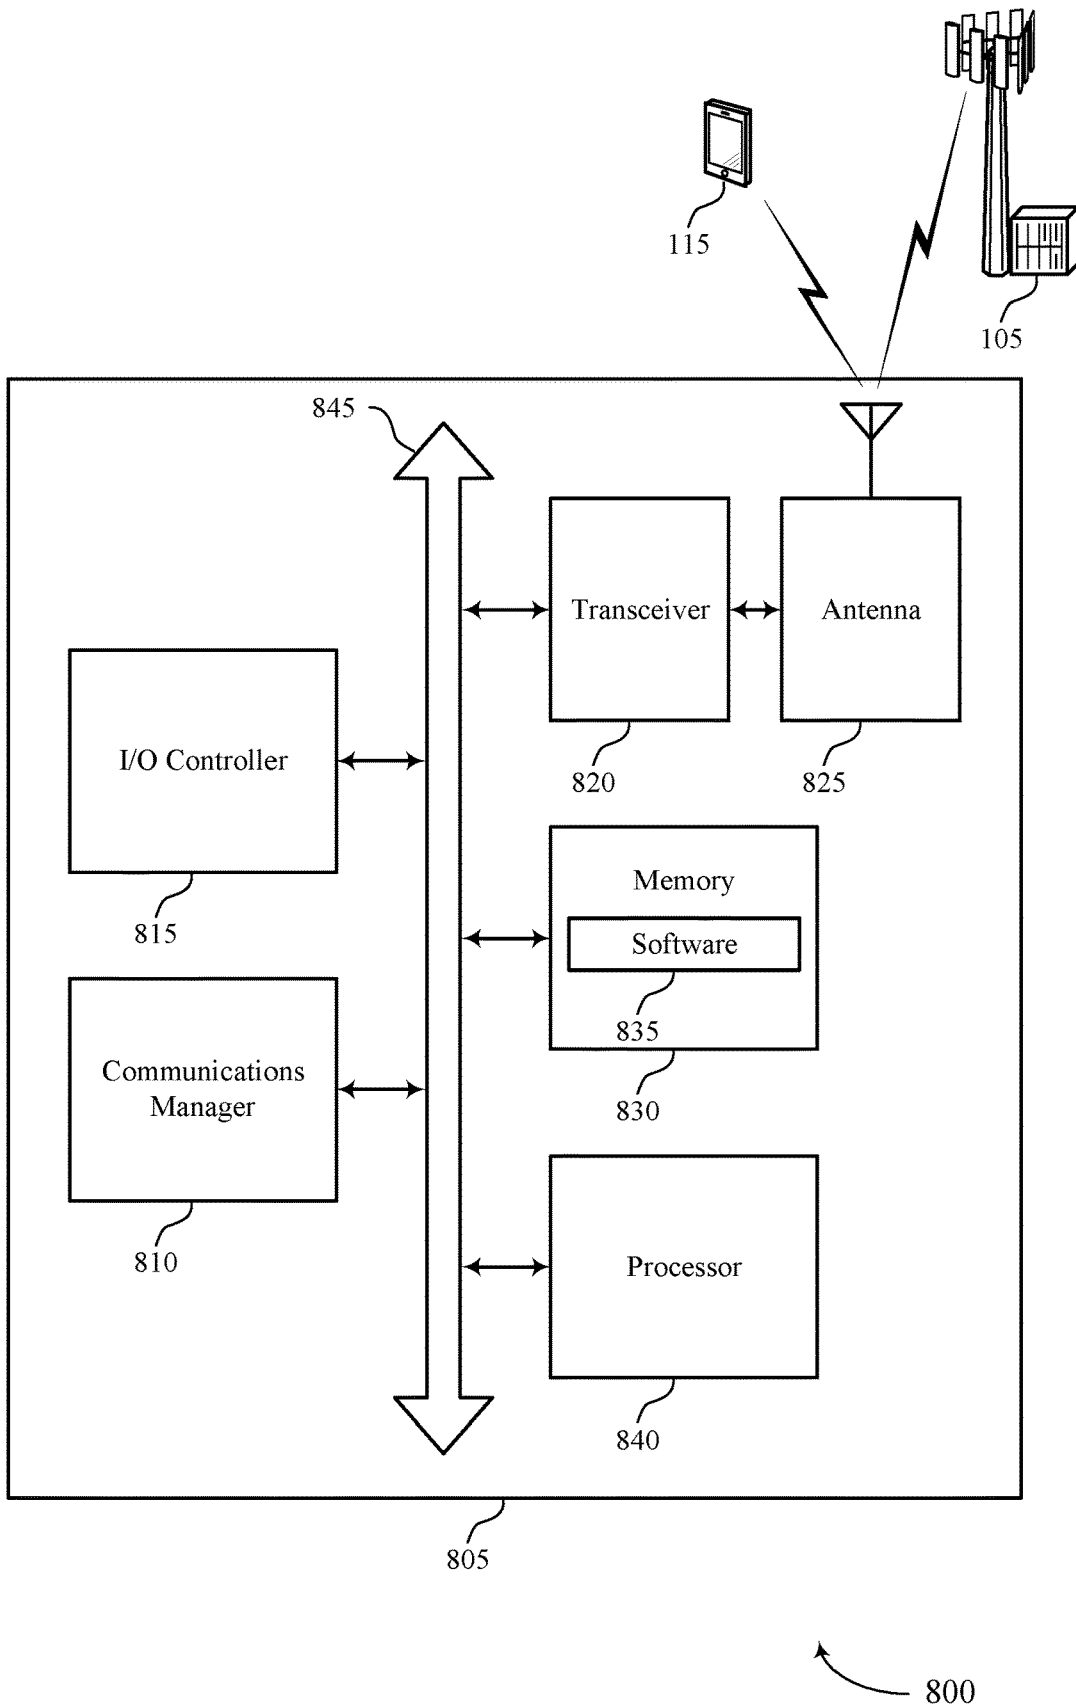 115
105
845
Transceiver
Antenna
I/O Controller
820
825
Memory
815
Software
835
Communications
Manager
830
810
Processor
840
805
800